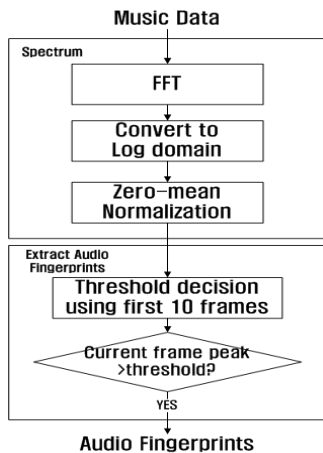 Music Data
Spectrum
FFT
Convert to
Log domain
Zero-mean
Normalization
Extract Audio
Fingerprints
Threshold decision
using first 10 frames
Current frame peak
>threshold?
YES
Audio Fingerprints